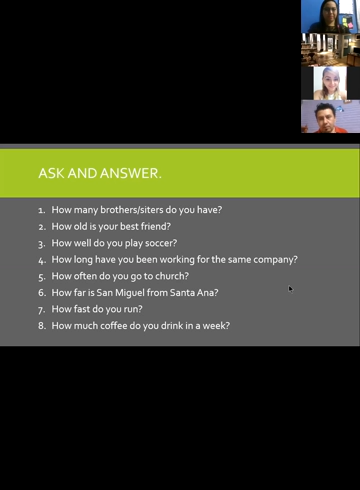 ASK AND ANSWER.
1. How many brothers/siters do you have?
2. How old is your best friend?
3. How well do you play soccer?
4. How long have you been working for the same company?
5. How often do you go to church?
6. How far is San Miguel from Santa Ana?
7. How fast do you run?
8. How much coffee do you drink in a week?